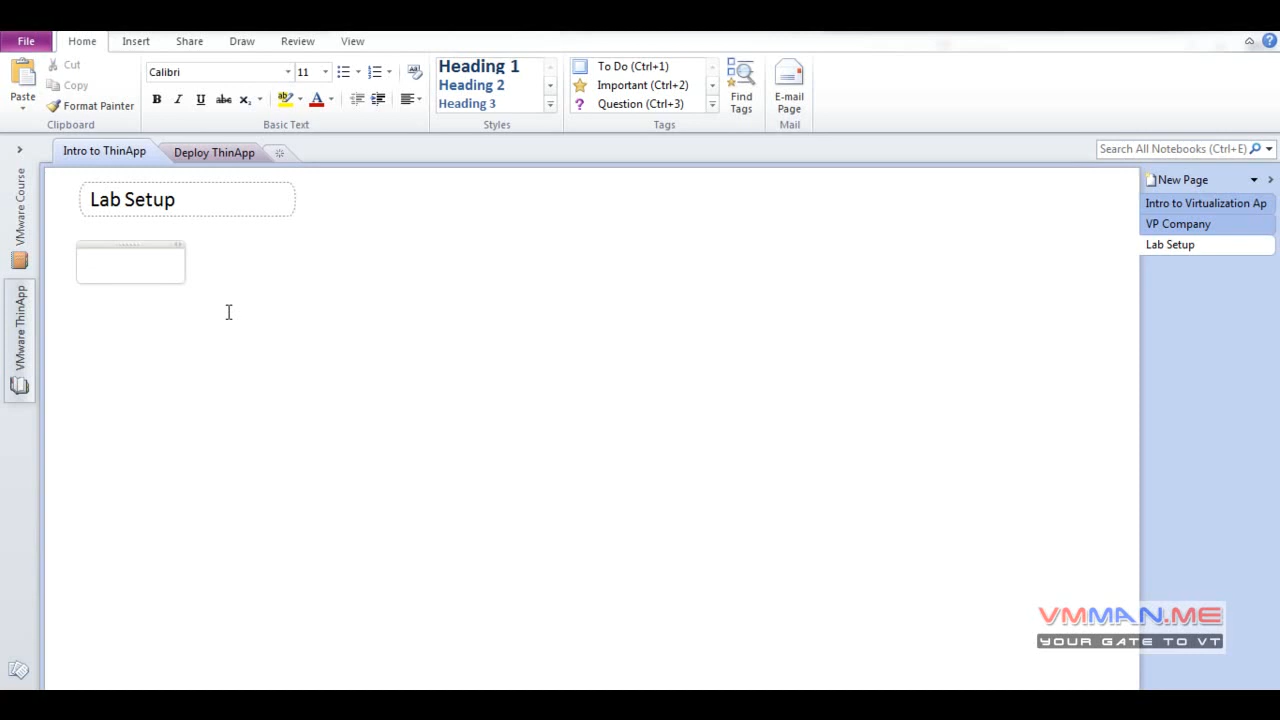 File Home Insert Share Draw Review View
Cut
Copy
Format Painter
Paste
Clipboard
Calibri 11
B I U abc X₂ ab A
Basic Text
Heading 1
Heading 2
Heading 3
Styles
To Do (Ctrl+1)
Important (Ctrl+2)
Question (Ctrl+3)
Tags
Find
Tags
E-mail
Page
Mail
Intro to ThinApp Deploy ThinApp
Search All Notebooks (Ctrl+E)
VMware Course
VMware ThinApp
Lab Setup
New Page
Intro to Virtualization Ap
VP Company
Lab Setup
VMMAN.ME
YOUR GATE TO VT